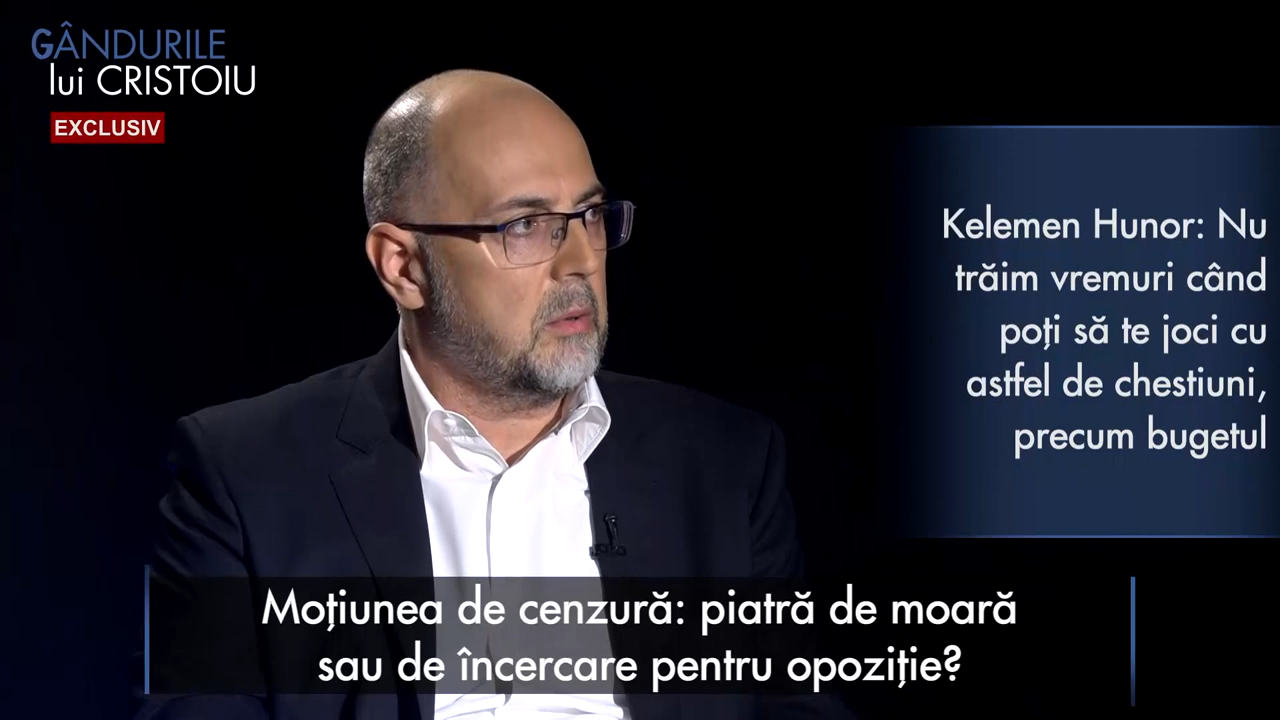 GÂNDURILE
lui CRISTOIU
EXCLUSIV
Kelemen Hunor: Nu
trăim vremuri când
poți să te joci cu
astfel de chestiuni,
precum bugetul
Moțiunea de cenzură: piatră de moară
sau de încercare pentru opoziție?